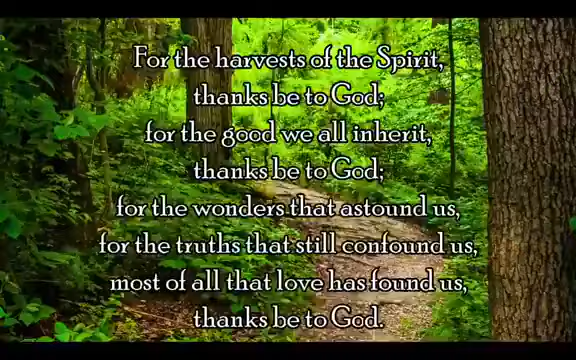 For the harvests of the Spirit,
thanks be to God;
for the good we all inherit,
thanks be to God;
for the wonders that astound us,
for the truths that still confound us,
most of all that love has found us,
thanks be to God.